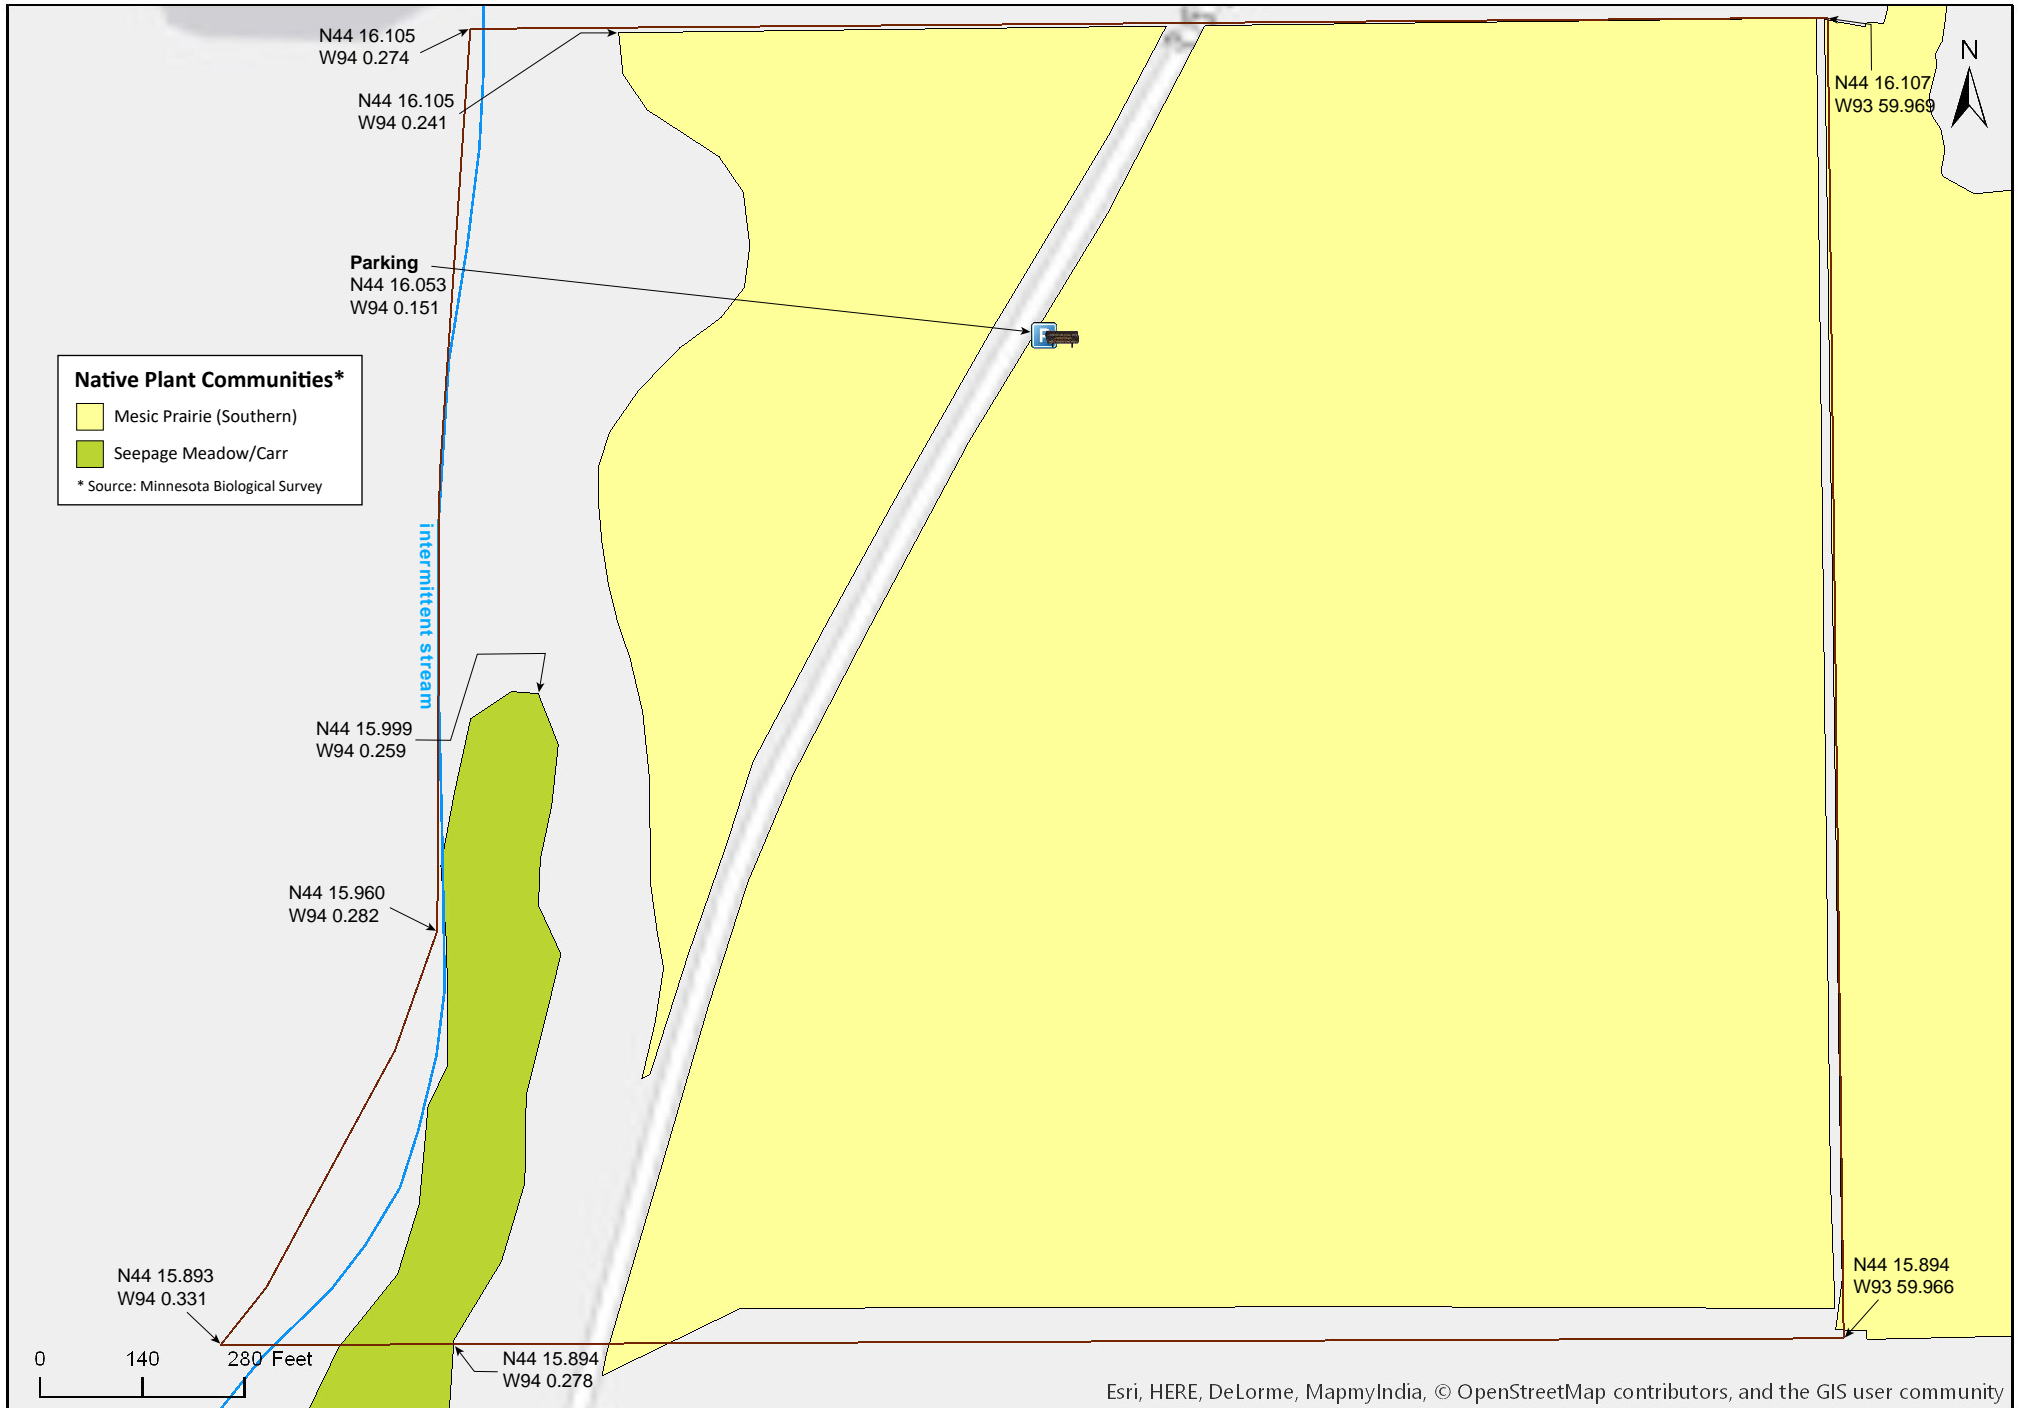 N44 16.105
W94 0.274
N44 16.105
W94 0.241
N
N44 16.107
W93 59.969
Parking
N44 16.053
W94 0.151
Native Plant Communities*
Mesic Prairie (Southern)
Seepage Meadow/Carr
* Source: Minnesota Biological Survey
intermittent stream
N44 15.999
W94 0.259
N44 15.960
W94 0.282
N44 15.893
W94 0.331
N44 15.894
W93 59.966
0 140 280 Feet
N44 15.894
W94 0.278
Esri, HERE, DeLorme, MapmyIndia, © OpenStreetMap contributors, and the GIS user community